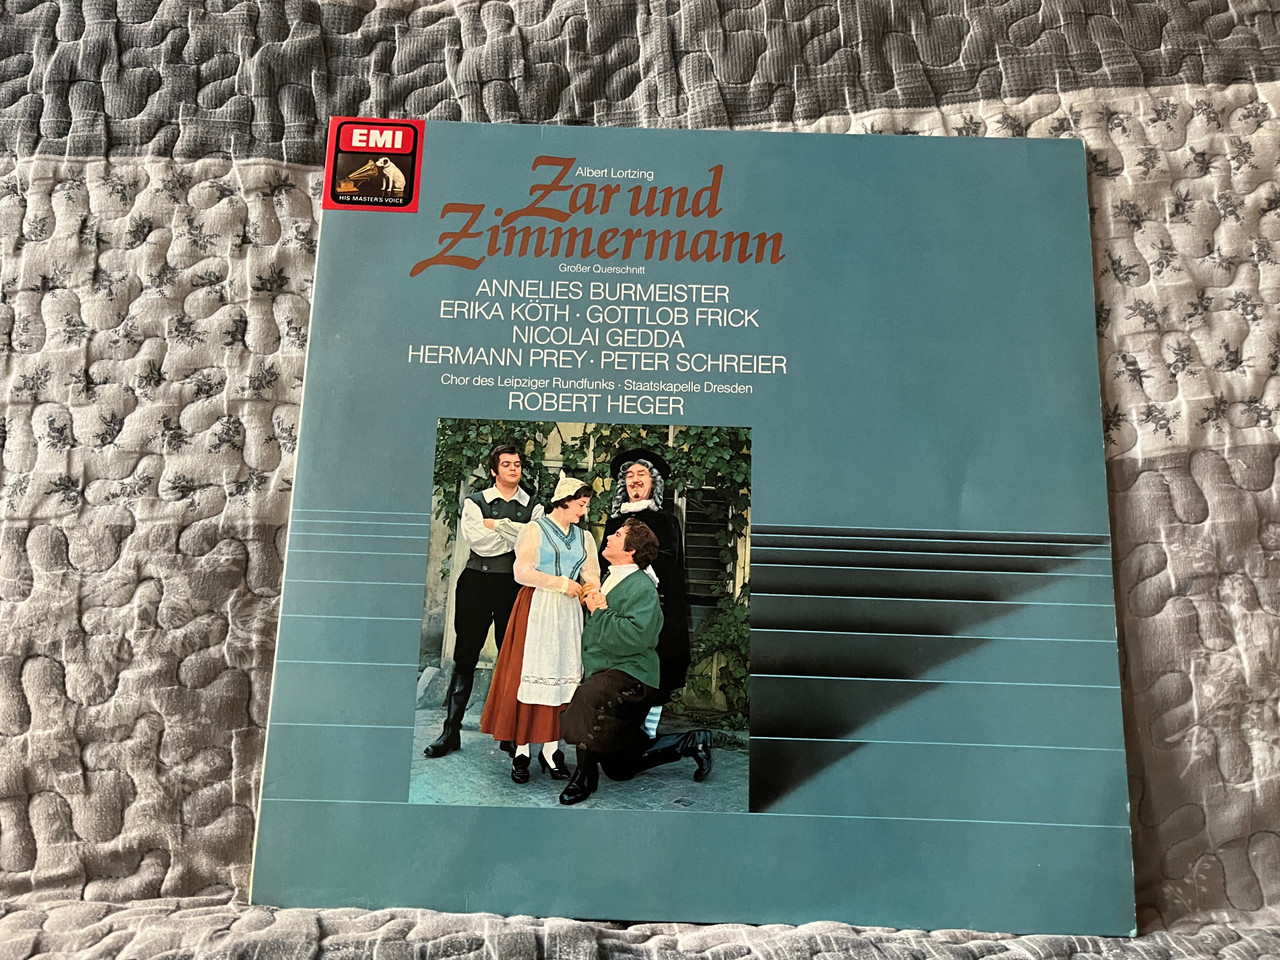 EMI
HIS MASTER'S VOICE
Albert Lortzing
Zar und
Zimmermann
Großer Querschnitt
ANNELIES BURMEISTER
ERIKA KÖTH · GOTTLOB FRICK
NICOLAI GEDDA
HERMANN PREY · PETER SCHREIER
Chor des Leipziger Rundfunks · Staatskapelle Dresden
ROBERT HEGER